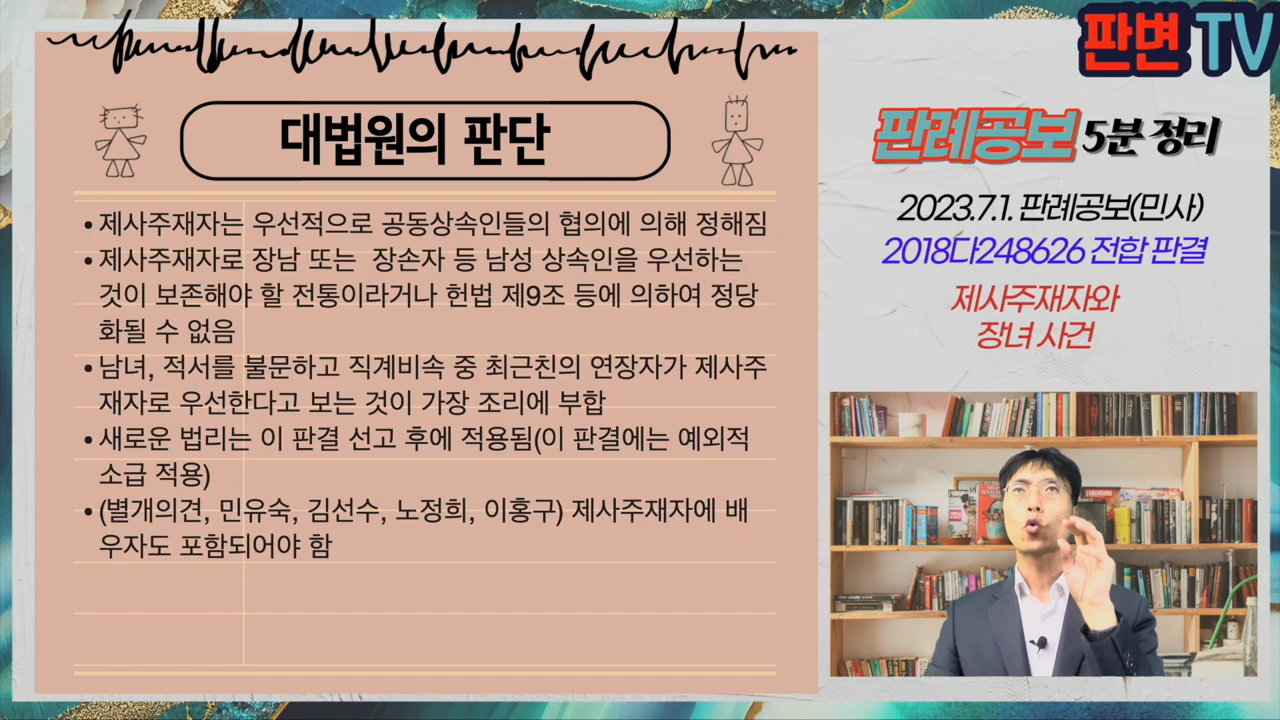 판변 TV
대법원의 판단
• 제사주재자는 우선적으로 공동상속인들의 협의에 의해 정해짐
• 제사주재자로 장남 또는 장손자 등 남성 상속인을 우선하는
것이 보존해야 할 전통이라거나 헌법 제9조 등에 의하여 정당
화될 수 없음
• 남녀, 적서를 불문하고 직계비속 중 최근친의 연장자가 제사주
재자로 우선한다고 보는 것이 가장 조리에 부합
• 새로운 법리는 이 판결 선고 후에 적용됨(이 판결에는 예외적
소급 적용)
• (별개의견, 민유숙, 김선수, 노정희, 이흥구) 제사주재자에 배
우자도 포함되어야 함
판례공보 5분 정리
2023.7.1. 판례공보(민사)
2018다248626 전합 판결
제사주재자와
장녀 사건